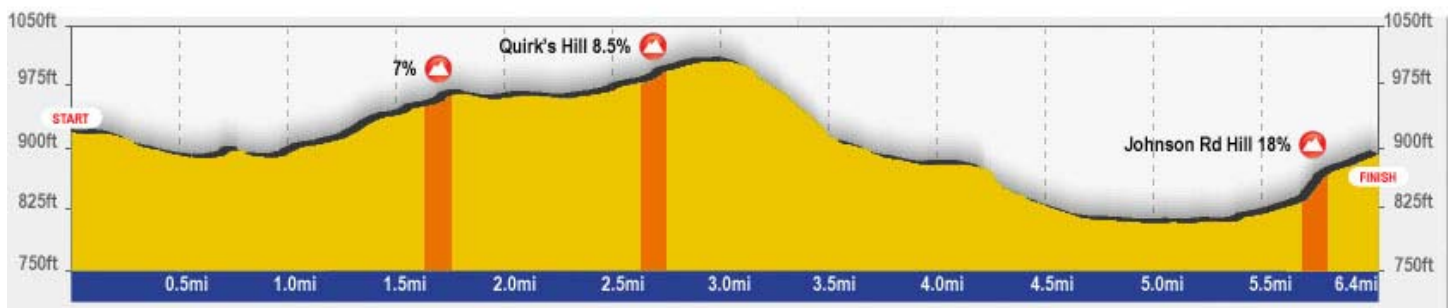 1050ft
1050ft
Quirk's Hill 8.5%
7%
975ft
975ft
START
900ft
Johnson Rd Hill 18%
900ft
FINISH
825ft
825ft
750ft
750ft
0.5mi 1.0mi 1.5mi 2.0mi 2.5mi 3.0mi 3.5mi 4.0mi 4.5mi 5.0mi 5.5mi 6.4mi